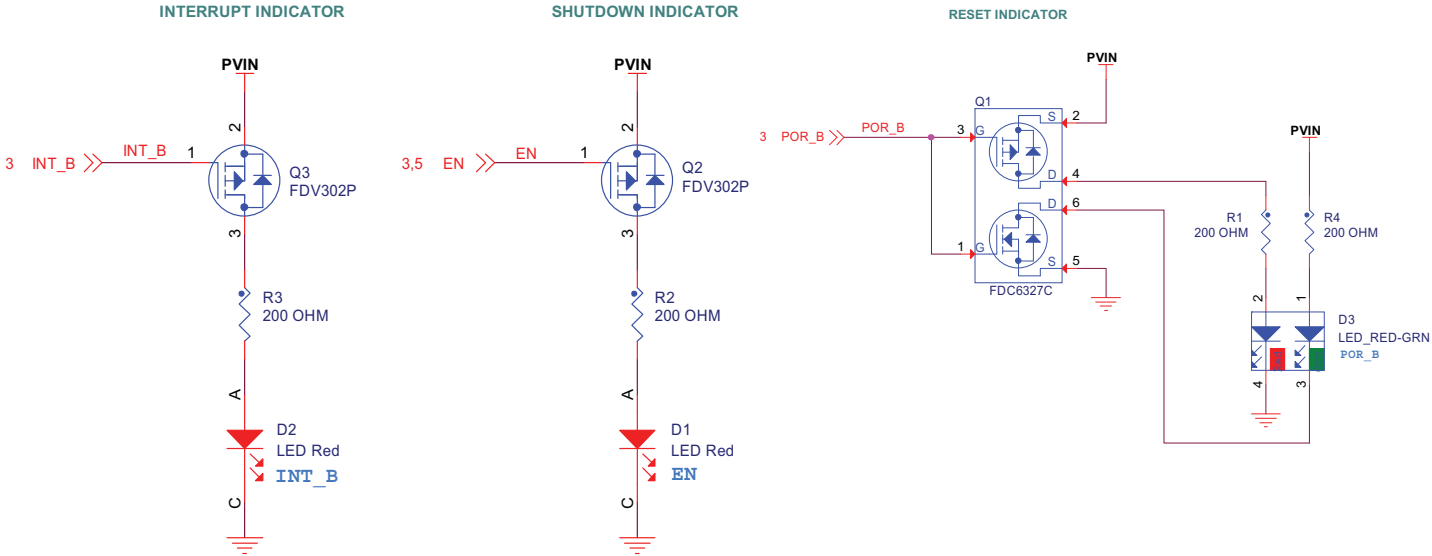 INTERRUPT INDICATOR
PVIN
2
3 INT_B
INT_B
1
Q3
FDV302P
3
R3
200 OHM
A
D2
LED Red
INT_B
C
SHUTDOWN INDICATOR
PVIN
2
3,5 EN
EN
1
Q2
FDV302P
3
R2
200 OHM
A
D1
LED Red
EN
C
RESET INDICATOR
PVIN
Q1
3 POR_B
POR_B
3
G
S
2
D
4
D
6
1
G
S
5
FDC6327C
PVIN
R1
200 OHM
R4
200 OHM
2
1
D3
LED_RED-GRN
POR_B
4
3